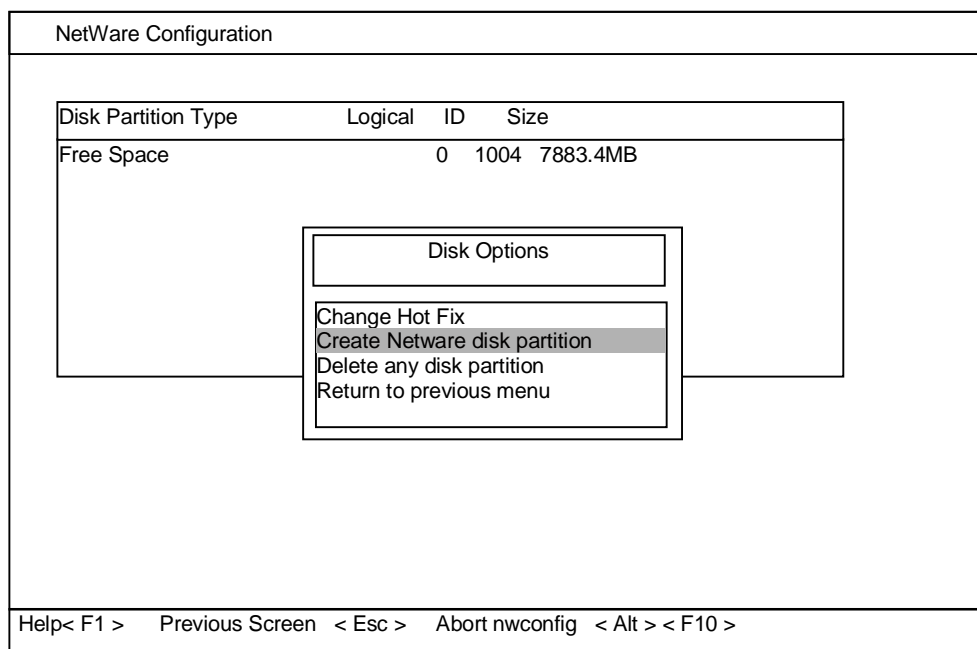 NetWare Configuration
Disk Partition Type Logical ID Size
Free Space 0 1004 7883.4MB
Disk Options
Change Hot Fix
Create Netware disk partition
Delete any disk partition
Return to previous menu
Help< F1 > Previous Screen < Esc > Abort nwconfig < Alt > < F10 >